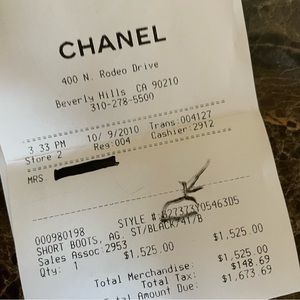 CHANEL
400 N. Rodeo Drive
Beverly Hills CA 90210
310-278-5500
3:33 PM 10/ 9/2010 Trans:004127
Store 2 Reg:004 Cashier:2912
MRS
000980198 STYLE #:
SHORT BOOTS, AG. ST/BLACK/417B
Sales Assoc:2953
Qty: 1 $1,525.00 $1,525.00
Total Merchandise: $1,525.00
Total Tax: $148.69
Total Amount Due: $1,673.69